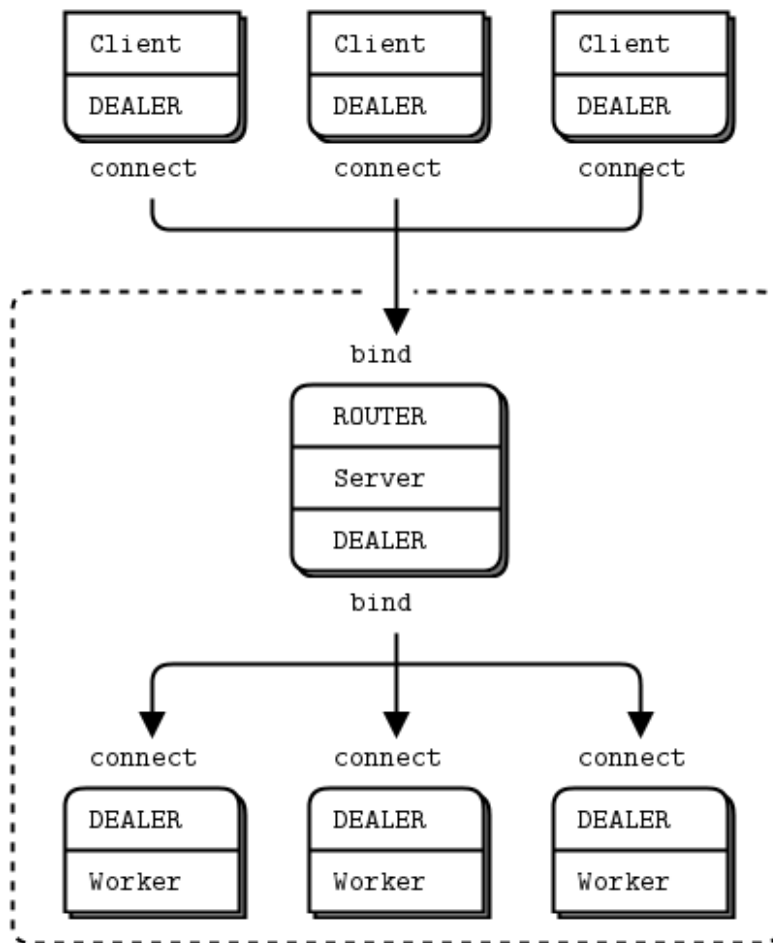 Client Client Client
DEALER DEALER DEALER
connect connect connect
bind
ROUTER
Server
DEALER
bind
connect connect connect
DEALER DEALER DEALER
Worker Worker Worker